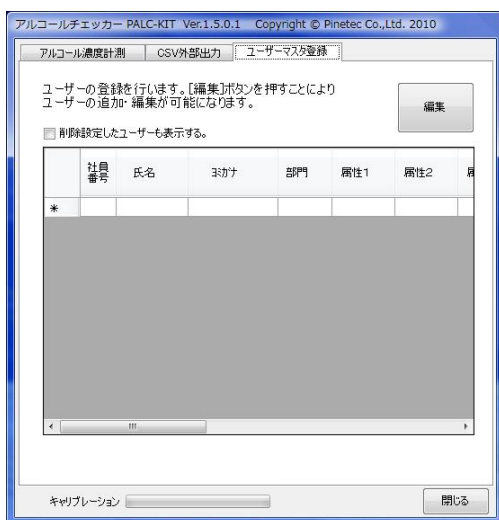 アルコールチェッカー PALC-KIT Ver.1.5.0.1 Copyright © Pinetec Co.,Ltd. 2010
アルコール濃度計測 CSV外部出力 ユーザーマスタ登録
ユーザーの登録を行います。[編集]ボタンを押すことにより
ユーザーの追加・編集が可能になります。
編集
削除設定したユーザーも表示する。
社員
番号 氏名 ﾖﾐｶﾞﾅ 部門 属性1 属性2
*
キャリブレーション
閉じる